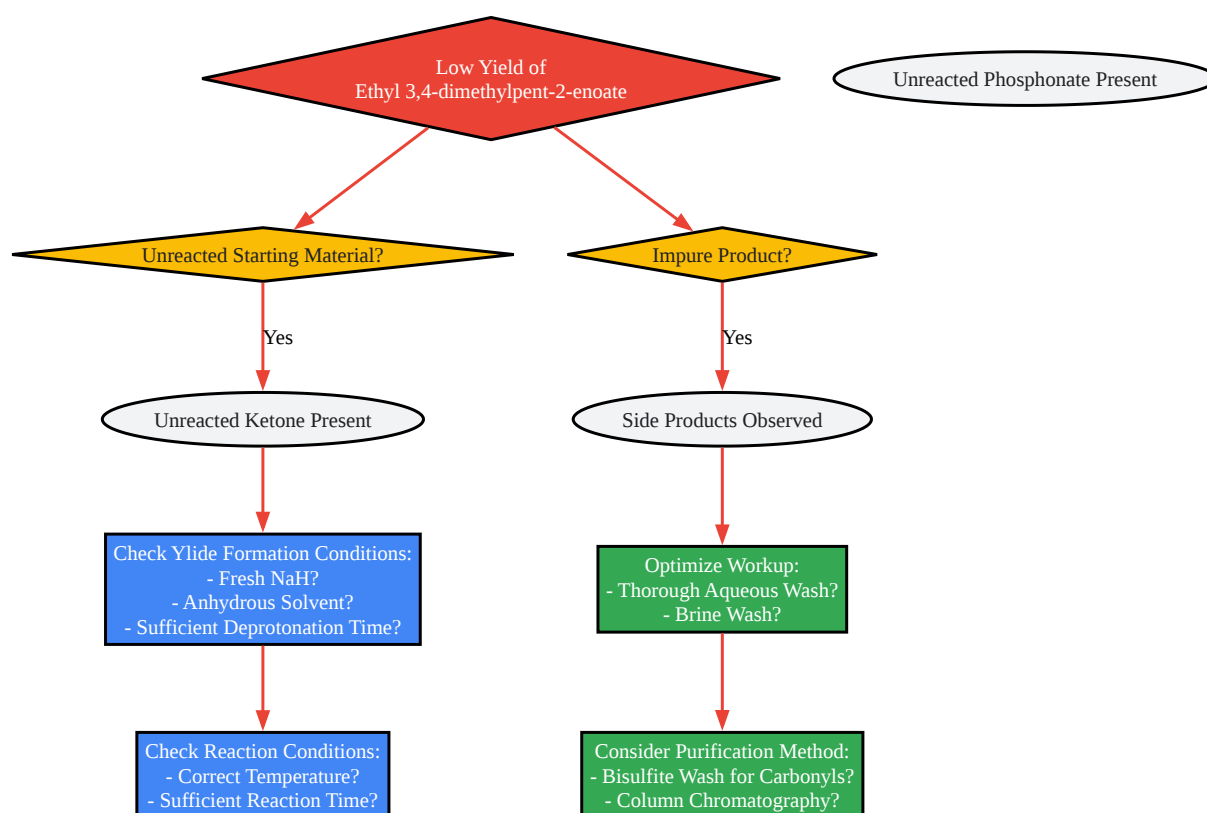 Low Yield of
Ethyl 3,4-dimethylpent-2-enoate
Unreacted Phosphonate Present
Unreacted Starting Material?
Impure Product?
Yes
Yes
Unreacted Ketone Present
Side Products Observed
Check Ylide Formation Conditions:
- Fresh NaH?
- Anhydrous Solvent?
- Sufficient Deprotonation Time?
Optimize Workup:
- Thorough Aqueous Wash?
- Brine Wash?
Check Reaction Conditions:
- Correct Temperature?
- Sufficient Reaction Time?
Consider Purification Method:
- Bisulfite Wash for Carbonyls?
- Column Chromatography?